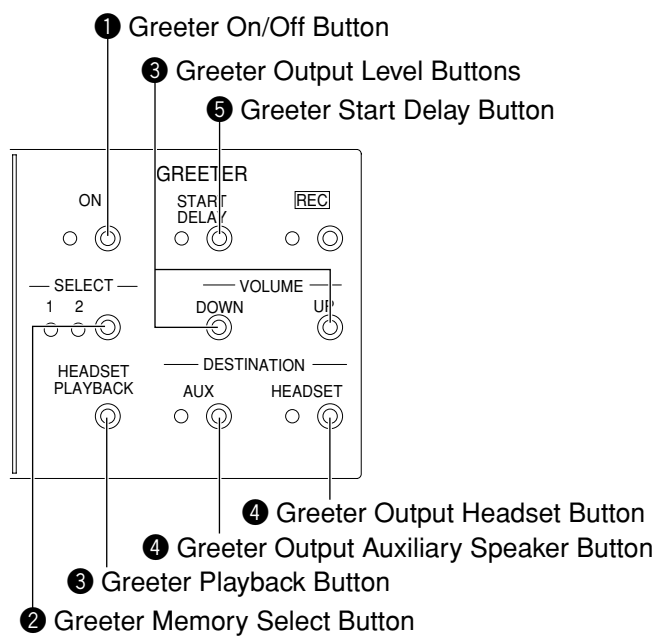 ❶ Greeter On/Off Button
❸ Greeter Output Level Buttons
❺ Greeter Start Delay Button
GREETER
ON
START
DELAY
REC
SELECT
1 2
VOLUME
DOWN
UP
HEADSET
PLAYBACK
DESTINATION
AUX
HEADSET
❹ Greeter Output Headset Button
❹ Greeter Output Auxiliary Speaker Button
❸ Greeter Playback Button
❷ Greeter Memory Select Button